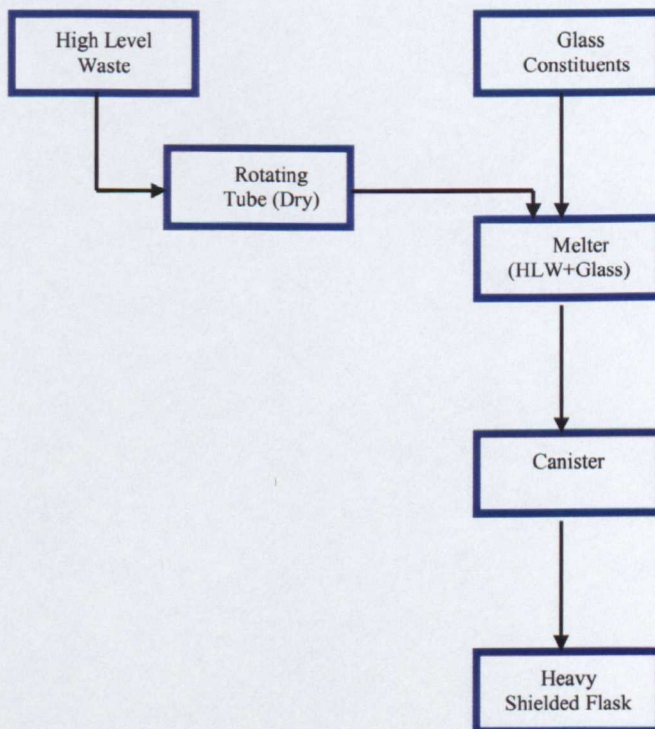 High Level
Waste
Glass
Constituents
Rotating
Tube (Dry)
Melter
(HLW+Glass)
Canister
Heavy
Shielded Flask